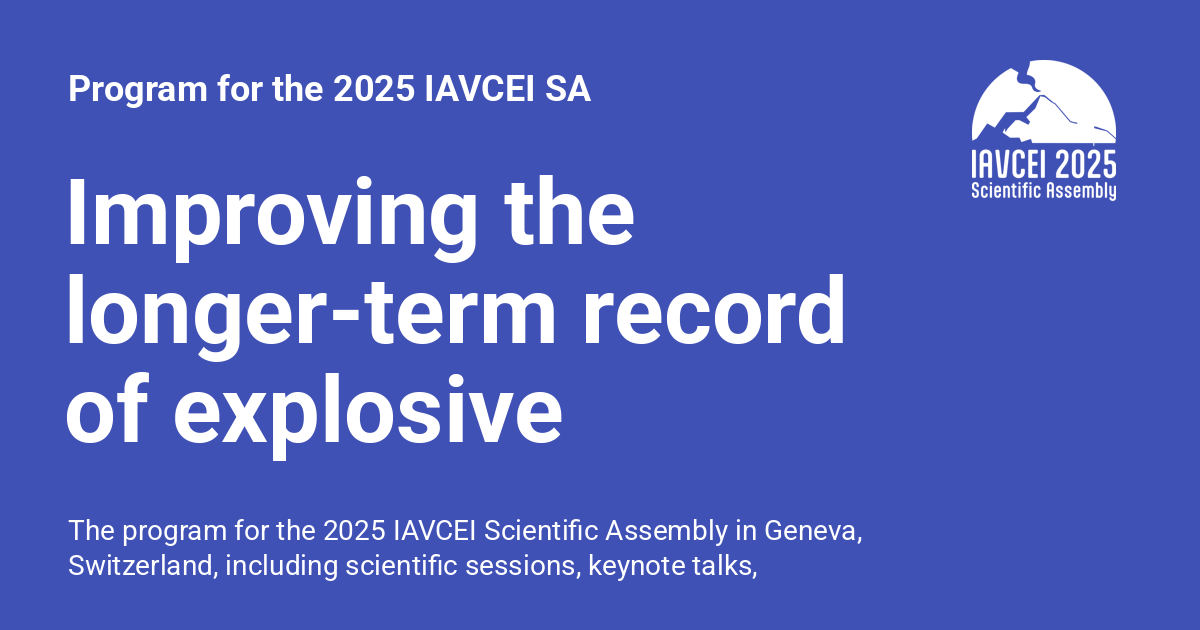 Program for the 2025 IAVCEI SA
IAVCEI 2025
Scientific Assembly
Improving the
longer-term record
of explosive
The program for the 2025 IAVCEI Scientific Assembly in Geneva,
Switzerland, including scientific sessions, keynote talks,